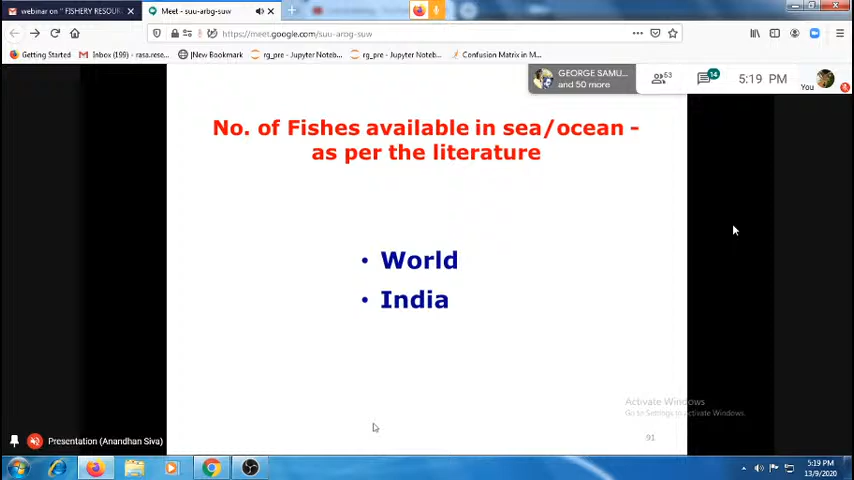 webinar on " FISHERY RESOUR
Meet - suu-arbg-suw
https://meet.google.com/suu-arbg-suw
Getting Started
Inbox (199) - rasa.rese...
|New Bookmark
rg_pre - Jupyter Noteb...
rg_pre - Jupyter Noteb...
Confusion Matrix in M...
GEORGE SAMU...
and 50 more
53
14
5:19 PM
You
No. of Fishes available in sea/ocean -
as per the literature
• World
• India
Activate Windows
Go to Settings to activate Windows.
91
Presentation (Anandhan Siva)
5:19 PM
13/9/2020